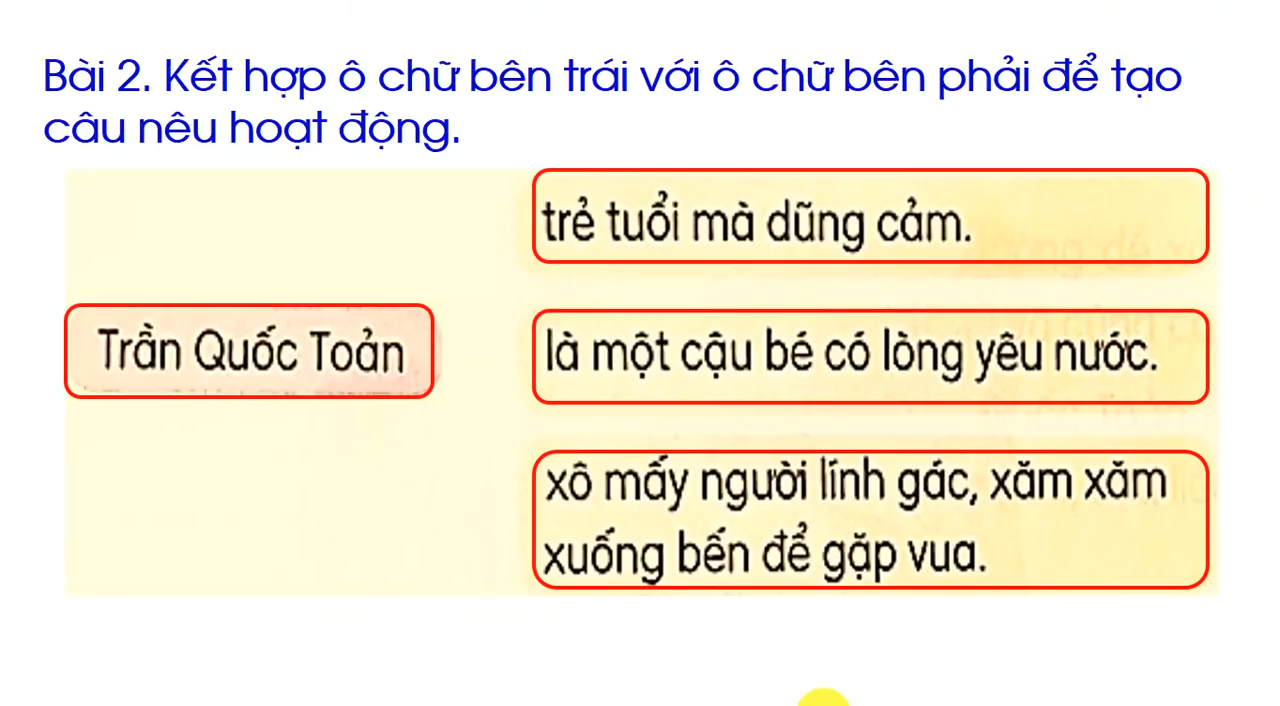 Bài 2. Kết hợp ô chữ bên trái với ô chữ bên phải để tạo
câu nêu hoạt động.
trẻ tuổi mà dũng cảm.
Trần Quốc Toản
là một cậu bé có lòng yêu nước.
xô mấy người lính gác, xăm xăm
xuống bến để gặp vua.